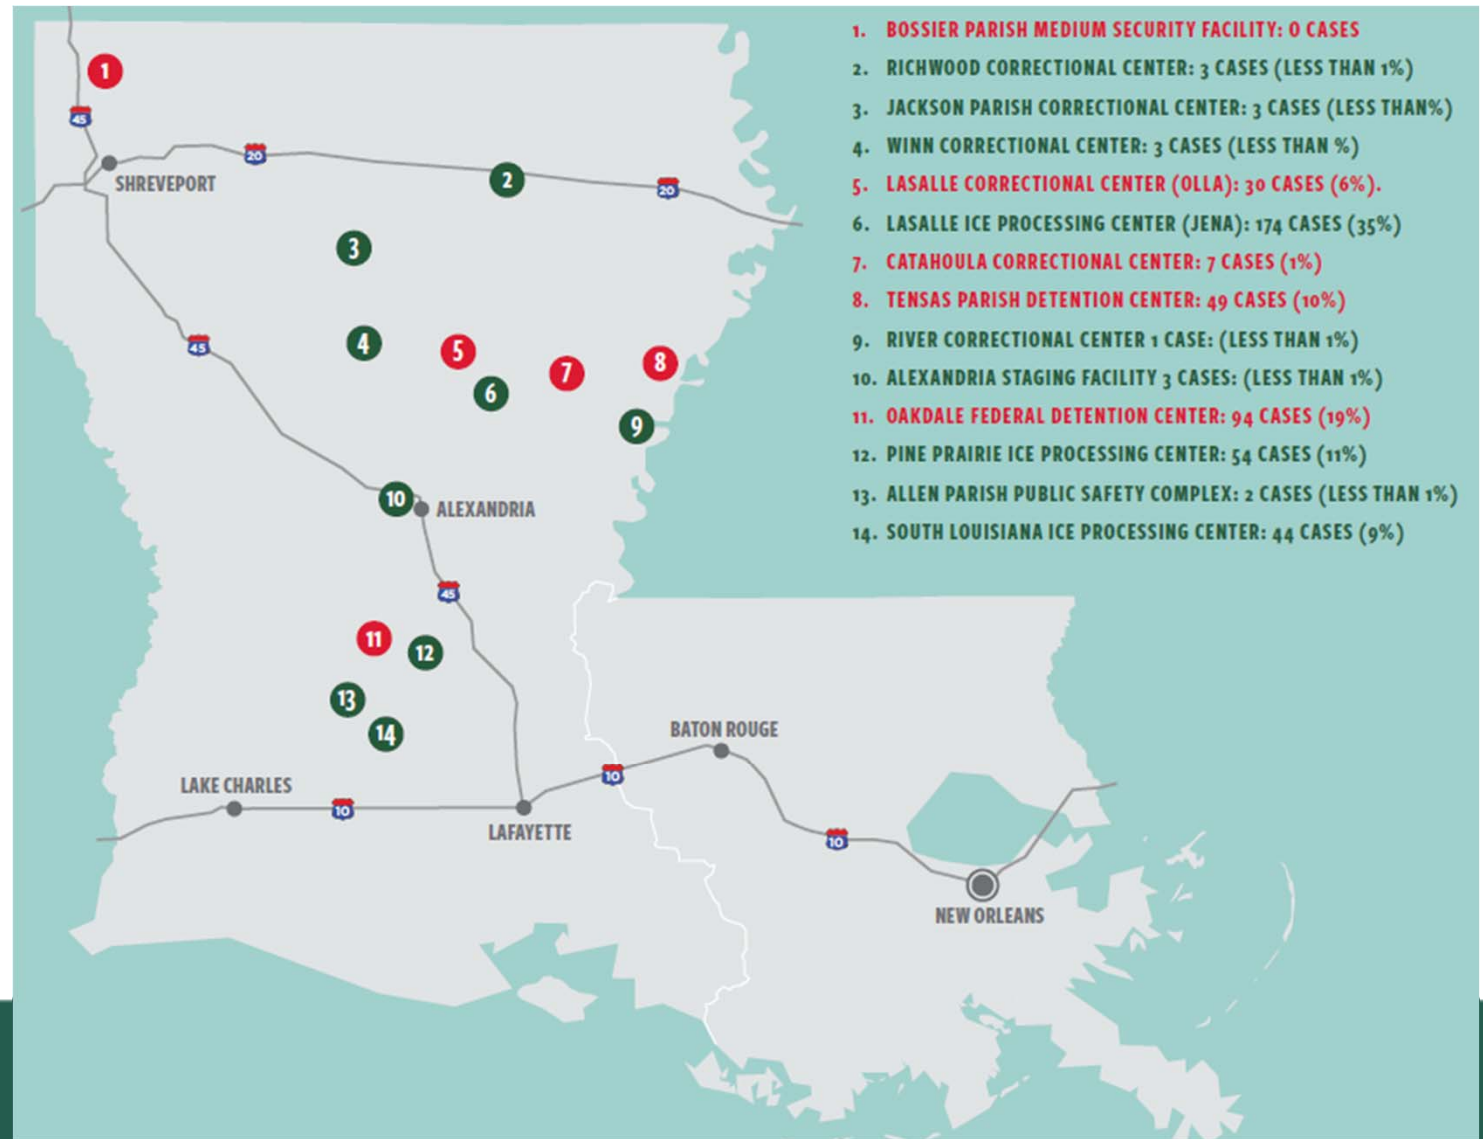 1. BOSSIER PARISH MEDIUM SECURITY FACILITY: 0 CASES
2. RICHWOOD CORRECTIONAL CENTER: 3 CASES (LESS THAN 1%)
3. JACKSON PARISH CORRECTIONAL CENTER: 3 CASES (LESS THAN%)
4. WINN CORRECTIONAL CENTER: 3 CASES (LESS THAN %)
5. LASALLE CORRECTIONAL CENTER (OLLA): 30 CASES (6%).
6. LASALLE ICE PROCESSING CENTER (JENA): 174 CASES (35%)
7. CATAHOULA CORRECTIONAL CENTER: 7 CASES (1%)
8. TENSAS PARISH DETENTION CENTER: 49 CASES (10%)
9. RIVER CORRECTIONAL CENTER 1 CASE: (LESS THAN 1%)
10. ALEXANDRIA STAGING FACILITY 3 CASES: (LESS THAN 1%)
11. OAKDALE FEDERAL DETENTION CENTER: 94 CASES (19%)
12. PINE PRAIRIE ICE PROCESSING CENTER: 54 CASES (11%)
13. ALLEN PARISH PUBLIC SAFETY COMPLEX: 2 CASES (LESS THAN 1%)
14. SOUTH LOUISIANA ICE PROCESSING CENTER: 44 CASES (9%)
1
45
20
SHREVEPORT
2
20
3
45
4
5
7
8
6
9
10
ALEXANDRIA
45
11
12
13
14
BATON ROUGE
LAKE CHARLES
10
10
LAFAYETTE
10
NEW ORLEANS